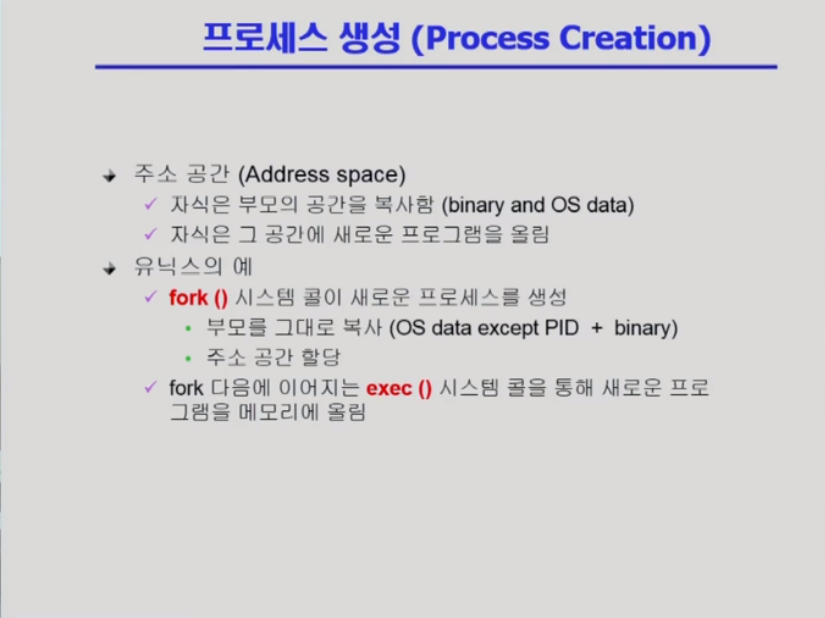 프로세스 생성 (Process Creation)
주소 공간 (Address space)
자식은 부모의 공간을 복사함 (binary and OS data)
자식은 그 공간에 새로운 프로그램을 올림
유닉스의 예
fork () 시스템 콜이 새로운 프로세스를 생성
부모를 그대로 복사 (OS data except PID + binary)
주소 공간 할당
fork 다음에 이어지는 exec () 시스템 콜을 통해 새로운 프로
그램을 메모리에 올림